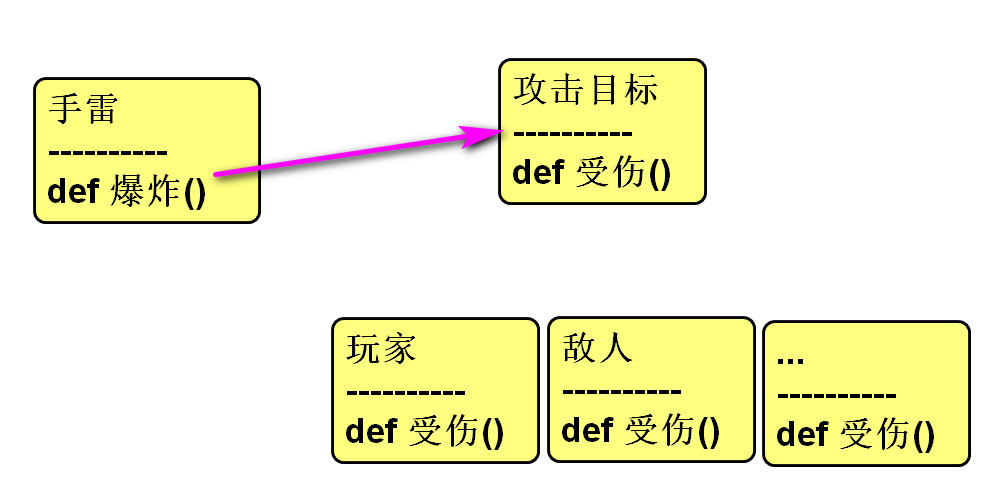 手雷
----------
def 爆炸()
攻击目标
----------
def 受伤()
玩家
----------
def 受伤()
敌人
----------
def 受伤()
...
----------
def 受伤()